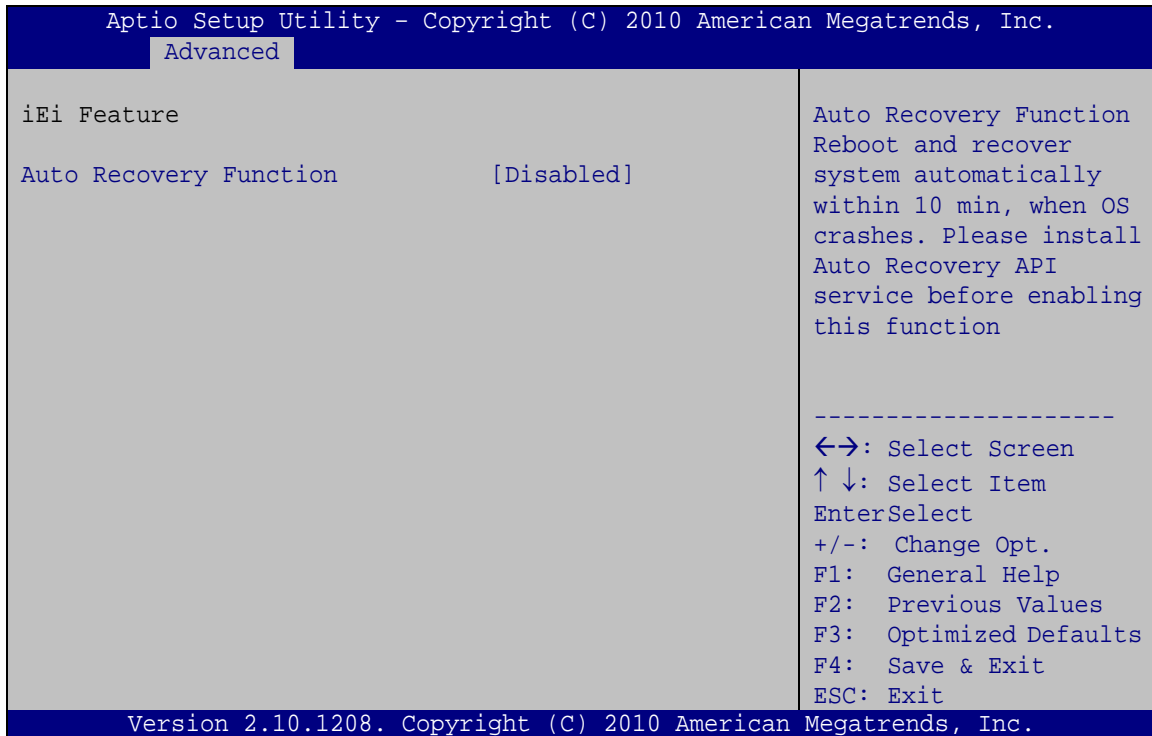 Aptio Setup Utility – Copyright (C) 2010 American Megatrends, Inc.
Advanced
iEi Feature
Auto Recovery Function [Disabled]
Auto Recovery Function
Reboot and recover
system automatically
within 10 min, when OS
crashes. Please install
Auto Recovery API
service before enabling
this function
---------------------
←→: Select Screen
↑ ↓: Select Item
EnterSelect
+/-: Change Opt.
F1: General Help
F2: Previous Values
F3: Optimized Defaults
F4: Save & Exit
ESC: Exit
Version 2.10.1208. Copyright (C) 2010 American Megatrends, Inc.